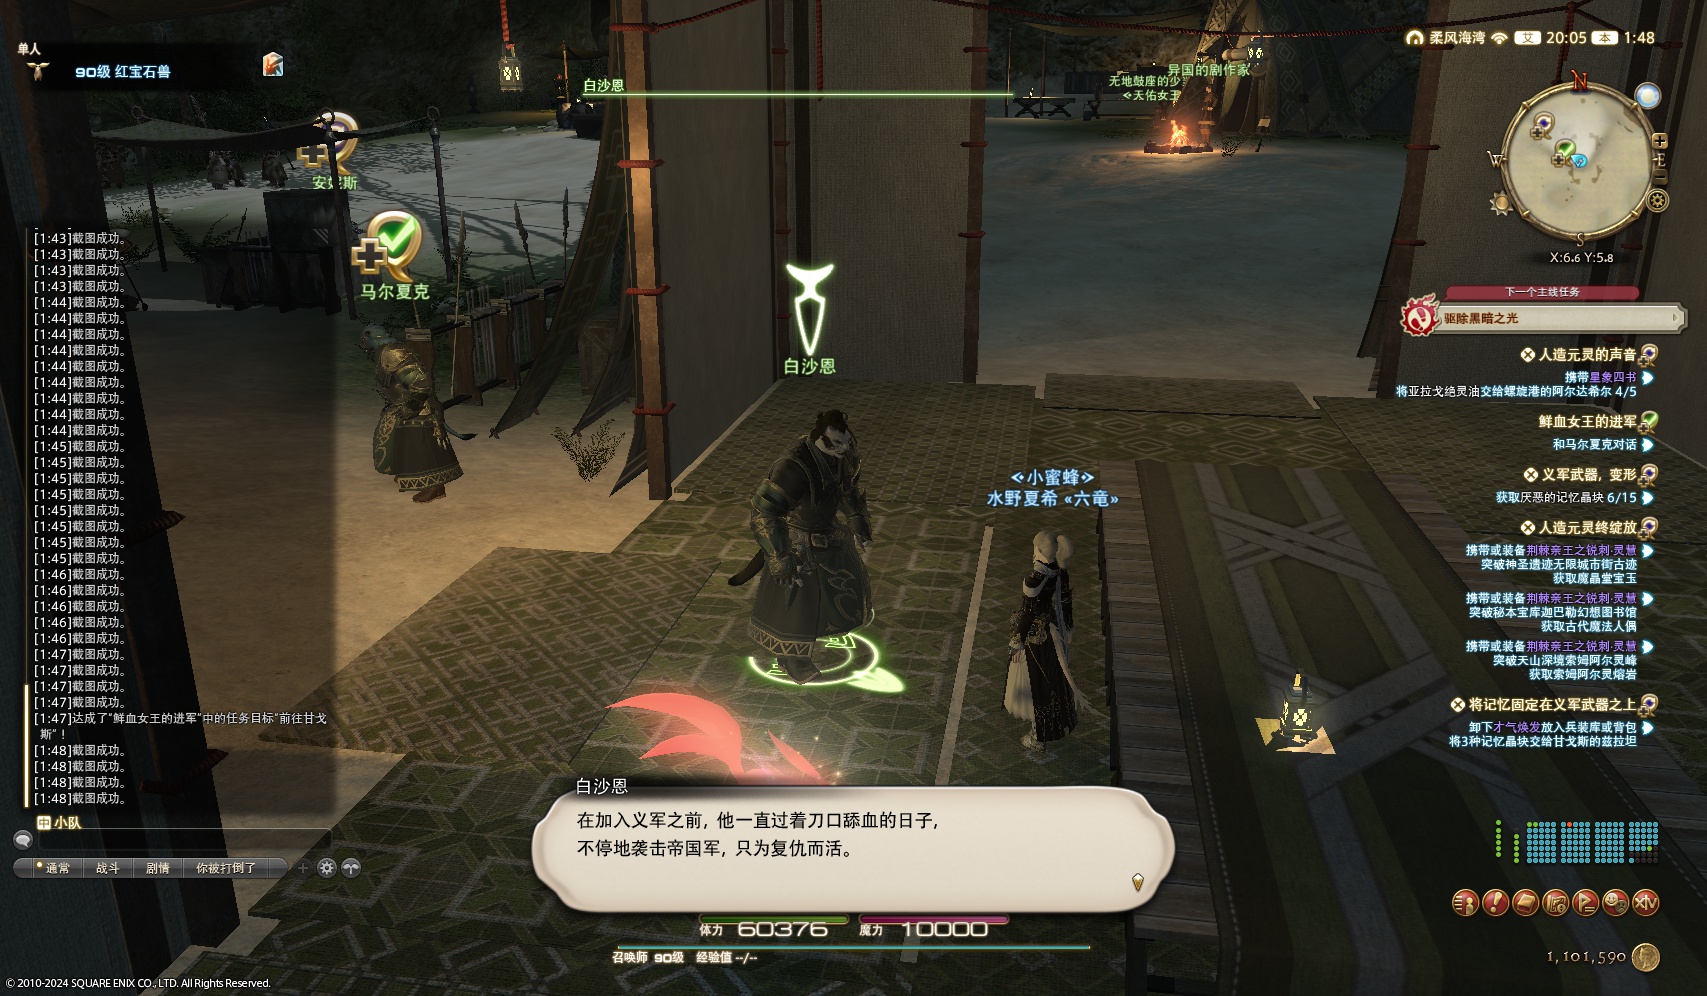 单人
90级 红宝石兽
白沙恩
异国的剧作家
无地鼓座的少
天佑女王
柔风海湾 艾 20:05 本 1:48
N
W
E
S
X:6.6 Y:5.8
安妮斯
马尔夏克
白沙恩
《小蜜蜂》
水野夏希 «六竜»
下一个主线任务
驱除黑暗之光
人造元灵的声音
携带星象四书
将亚拉戈绝灵油交给螺旋港的阿尔达希尔 4/5
鲜血女王的进军
和马尔夏克对话
义军武器，变形
获取厌恶的记忆晶块 6/15
人造元灵终绽放
携带或装备荆棘亲王之锐刺·灵慧
突破神圣遗迹无限城市街古迹
获取魔晶堂宝玉
携带或装备荆棘亲王之锐刺·灵慧
突破秘本宝库迦巴勒幻想图书馆
获取古代魔法人偶
携带或装备荆棘亲王之锐刺·灵慧
突破天山深境索姆阿尔灵峰
获取索姆阿尔灵熔岩
将记忆固定在义军武器之上
卸下才气焕发放入兵装库或背包
将3种记忆晶块交给甘戈斯的兹拉坦
[1:43]截图成功。
[1:43]截图成功。
[1:43]截图成功。
[1:43]截图成功。
[1:44]截图成功。
[1:44]截图成功。
[1:44]截图成功。
[1:44]截图成功。
[1:44]截图成功。
[1:44]截图成功。
[1:44]截图成功。
[1:44]截图成功。
[1:44]截图成功。
[1:45]截图成功。
[1:45]截图成功。
[1:45]截图成功。
[1:45]截图成功。
[1:45]截图成功。
[1:45]截图成功。
[1:45]截图成功。
[1:45]截图成功。
[1:46]截图成功。
[1:46]截图成功。
[1:46]截图成功。
[1:46]截图成功。
[1:46]截图成功。
[1:47]截图成功。
[1:47]截图成功。
[1:47]截图成功。
[1:47]截图成功。
[1:47]达成了“鲜血女王的进军”中的任务目标“前往甘戈
斯”！
[1:48]截图成功。
[1:48]截图成功。
[1:48]截图成功。
[1:48]截图成功。
中 小队
通常 战斗 剧情 你被打倒了
白沙恩
在加入义军之前，他一直过着刀口舔血的日子，
不停地袭击帝国军，只为复仇而活。
体力 60376 魔力 10000
召唤师 90级 经验值 --/--
XIV
1,101,590
© 2010-2024 SQUARE ENIX CO., LTD. All Rights Reserved.